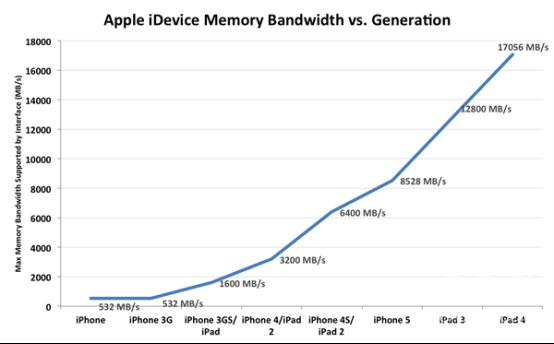 Apple iDevice Memory Bandwidth vs. Generation
Max Memory Bandwidth Supported by Interface (MB/s)
18000
16000
14000
12000
10000
8000
6000
4000
2000
0
532 MB/s
532 MB/s
1600 MB/s
3200 MB/s
6400 MB/s
8528 MB/s
12800 MB/s
17056 MB/s
iPhone
iPhone 3G
iPhone 3GS/
iPad
iPhone 4/iPad
2
iPhone 4S/
iPad 2
iPhone 5
iPad 3
iPad 4